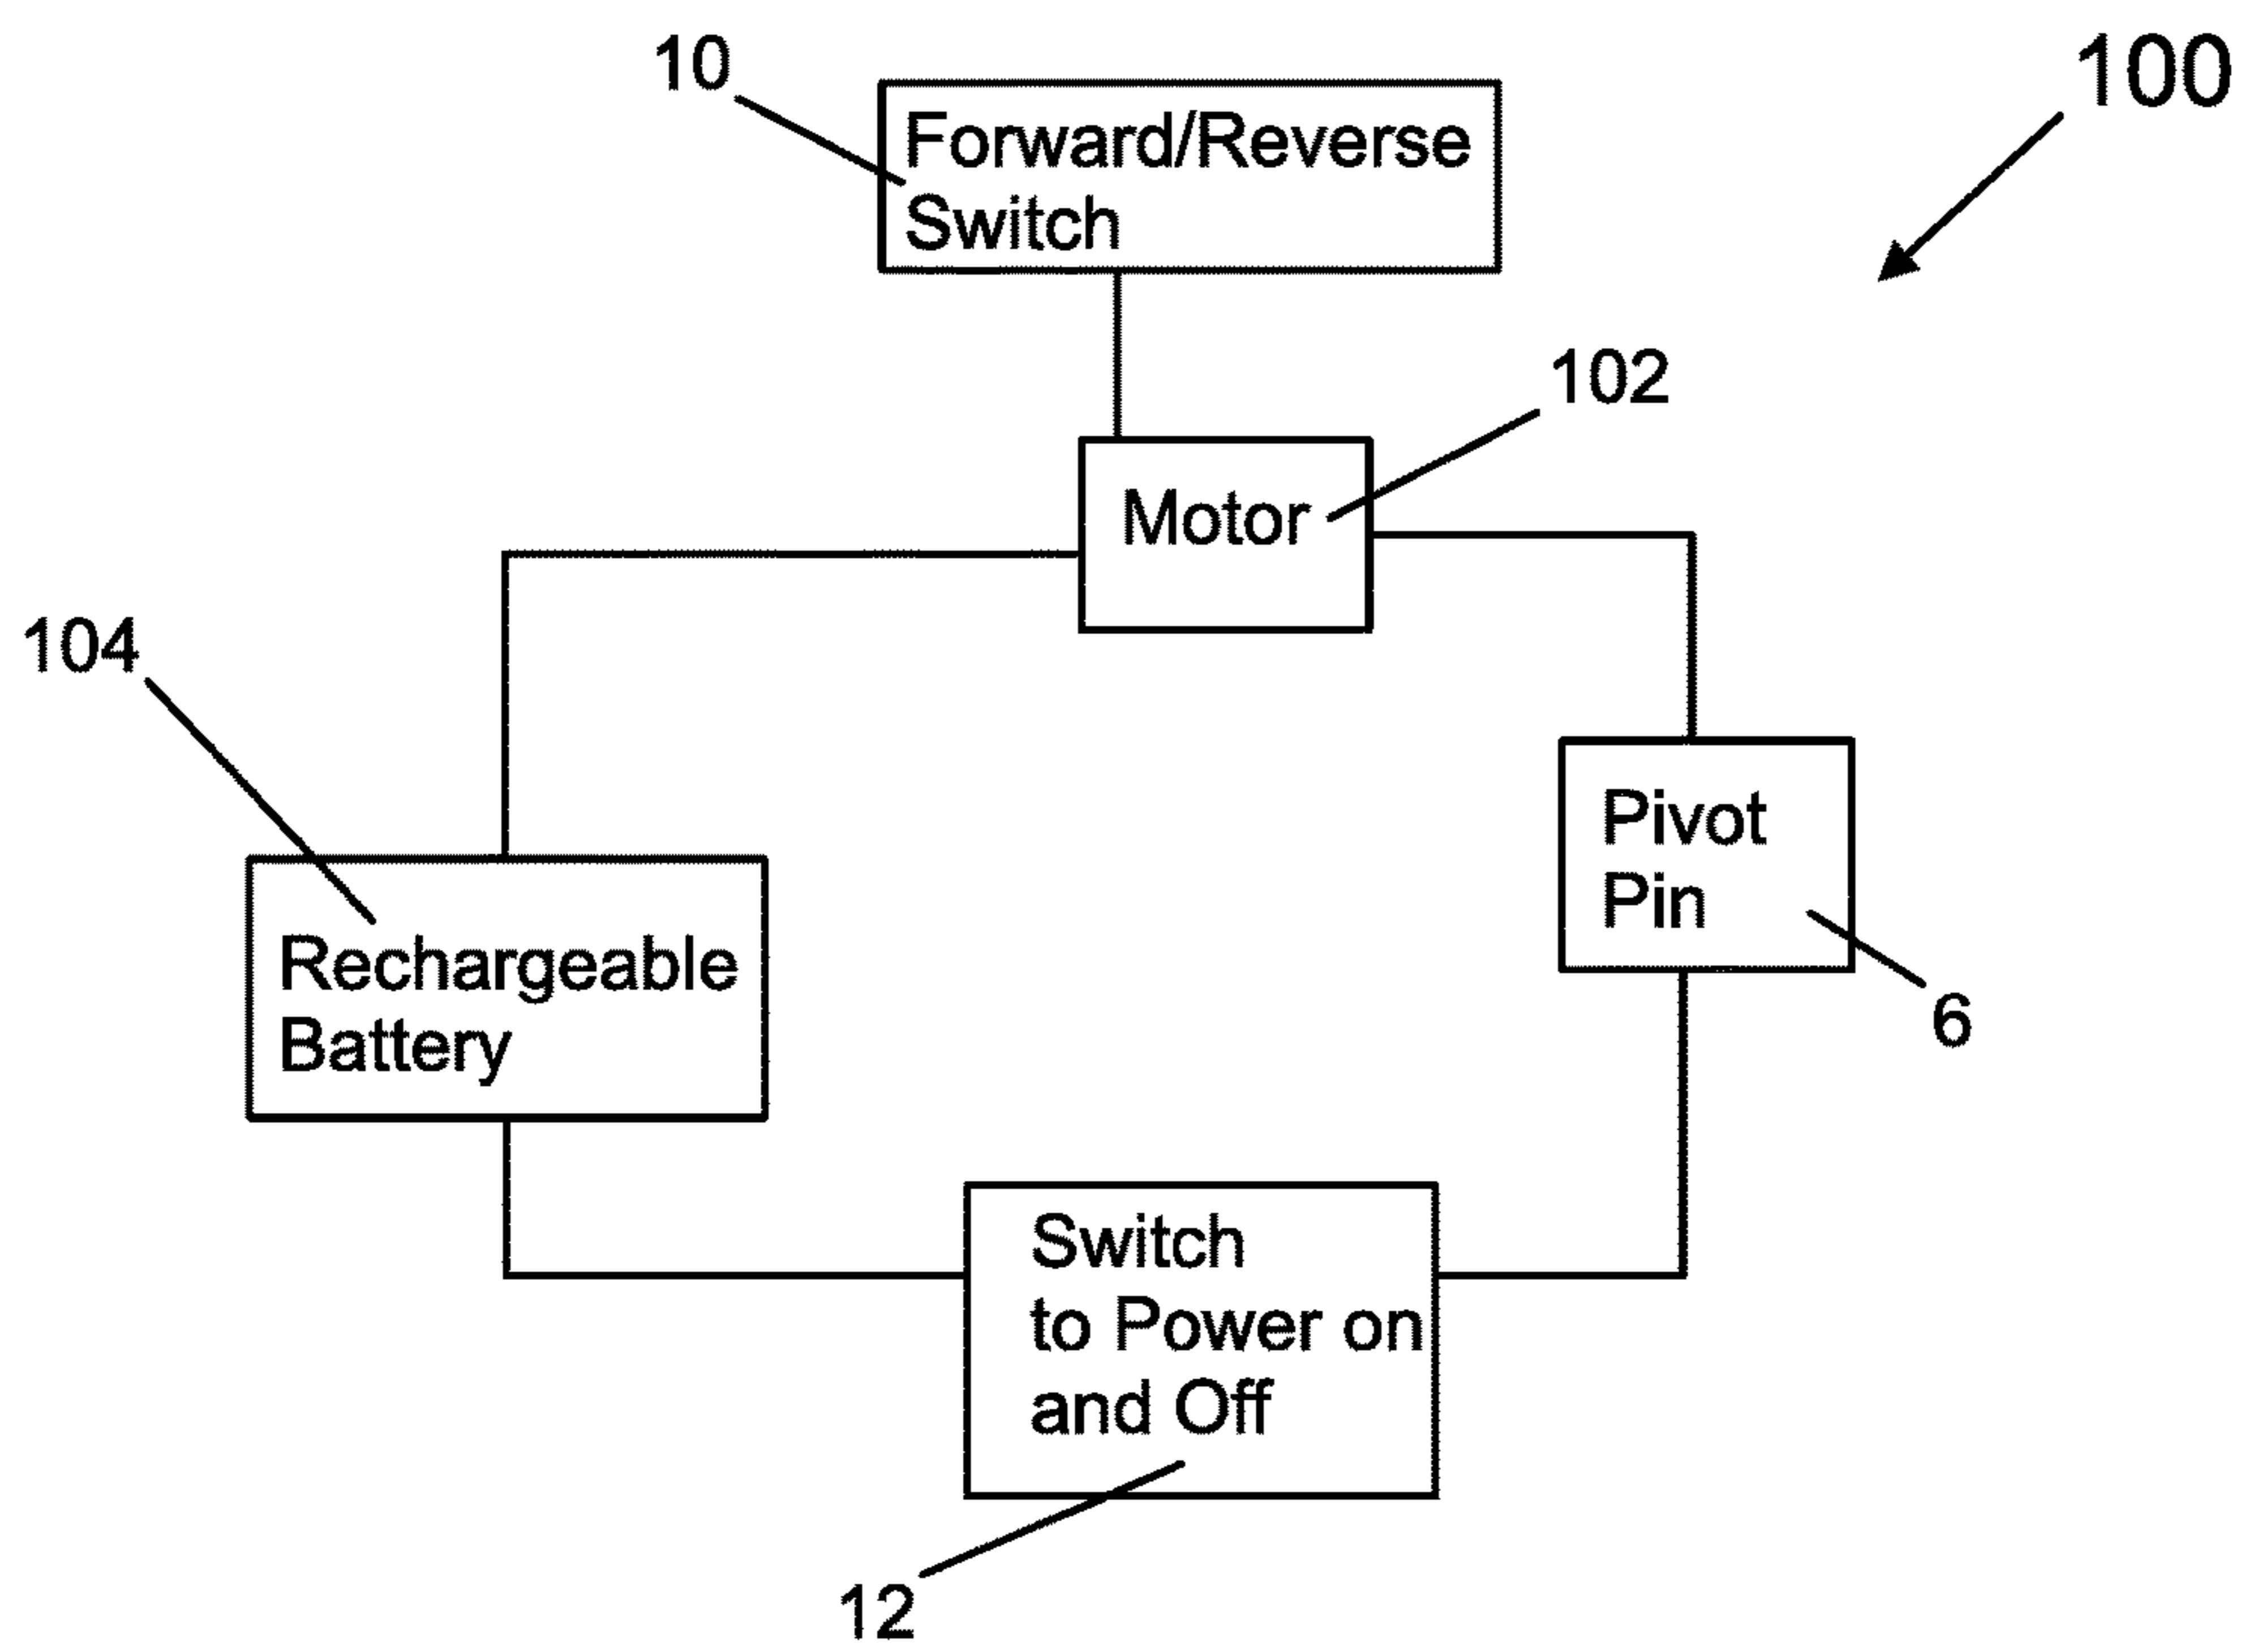 10
Forward/Reverse
Switch
100
102
Motor
104
Pivot
Pin
6
Rechargeable
Battery
Switch
to Power on
and Off
12